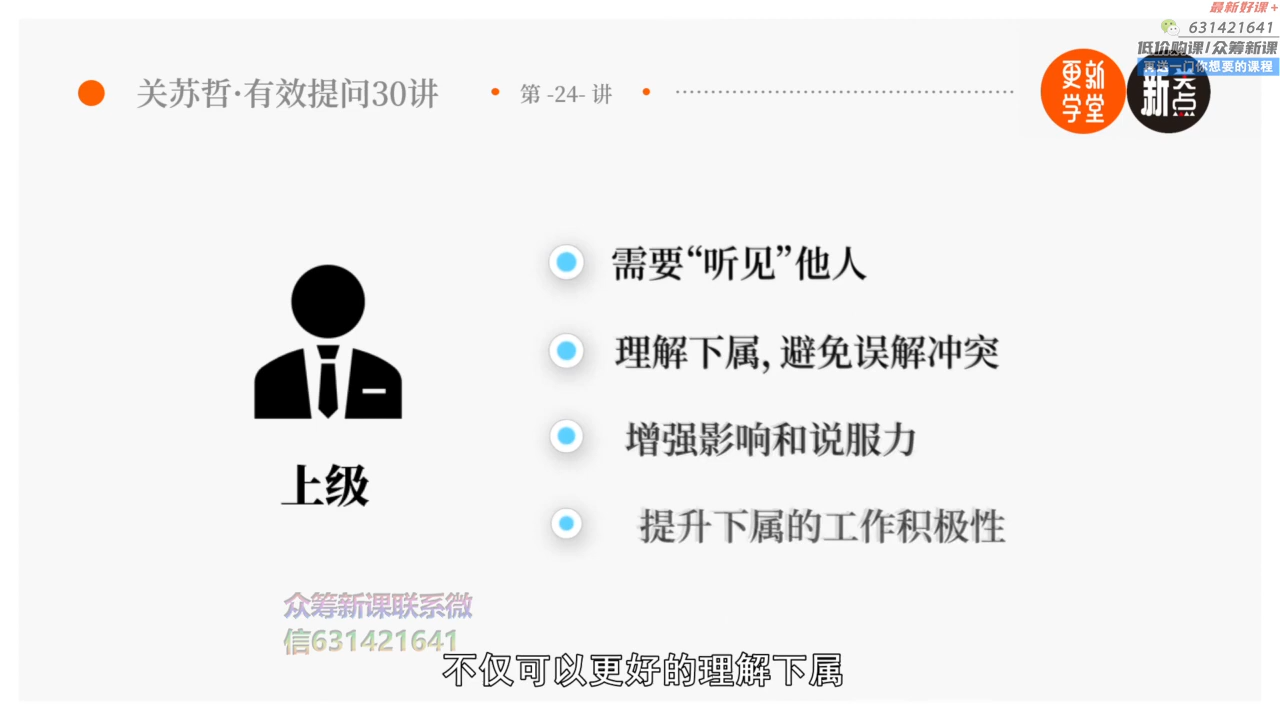 最新好课+
631421641
低价购课/众筹新课
再送一门你想要的课程
关苏哲·有效提问30讲
第 -24- 讲
更新
学堂
新关点
需要“听见”他人
理解下属, 避免误解冲突
增强影响和说服力
提升下属的工作积极性
上级
众筹新课联系微
信631421641
不仅可以更好的理解下属